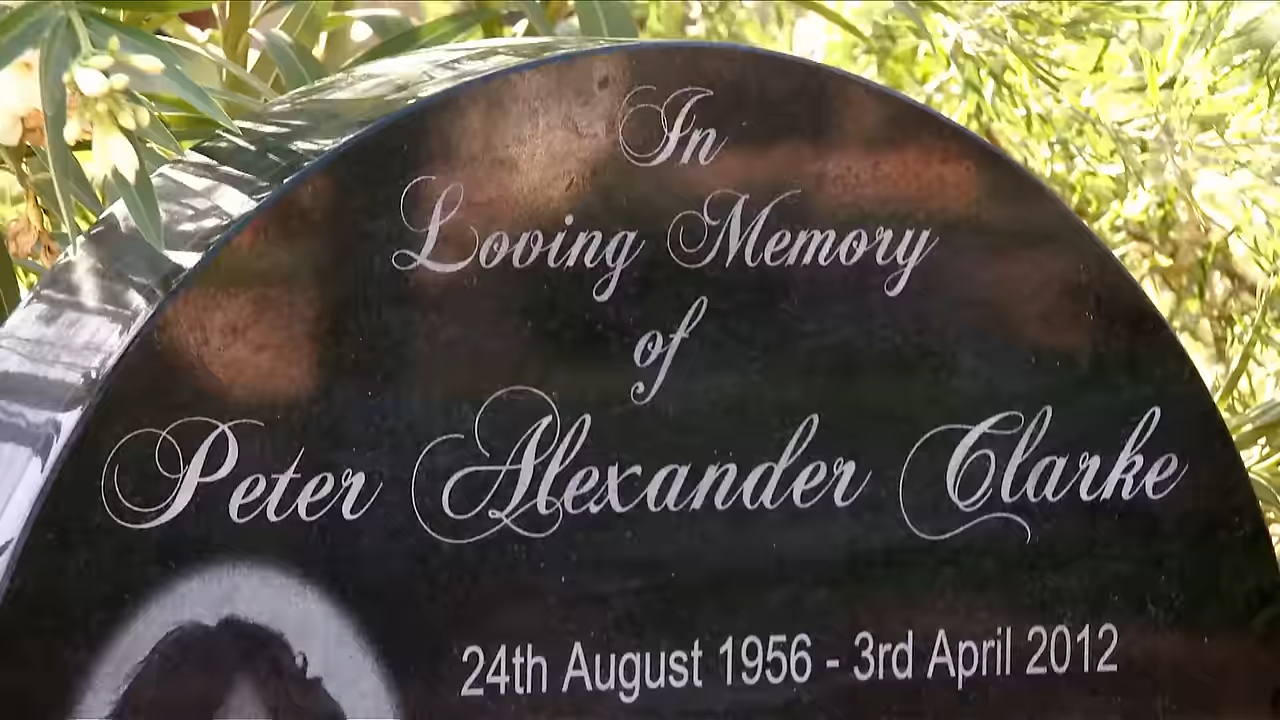 In
Loving Memory
of
Peter Alexander Clarke
24th August 1956 - 3rd April 2012